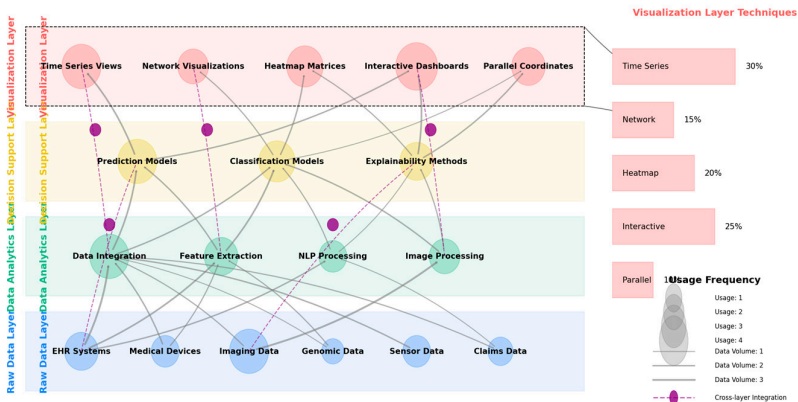 Visualization Layer Techniques
Visualization Layer
Visualization Layer
Time Series Views
Network Visualizations
Heatmap Matrices
Interactive Dashboards
Parallel Coordinates
Time Series
30%
Network
15%
Heatmap
20%
Interactive
25%
Parallel
Decision Support Layer
Decision Support Layer
Prediction Models
Classification Models
Explainability Methods
Data Analytics Layer
Data Analytics Layer
Data Integration
Feature Extraction
NLP Processing
Image Processing
Raw Data Layer
Raw Data Layer
EHR Systems
Medical Devices
Imaging Data
Genomic Data
Sensor Data
Claims Data
Usage Frequency
Usage: 1
Usage: 2
Usage: 3
Usage: 4
Data Volume: 1
Data Volume: 2
Data Volume: 3
Cross-layer Integration